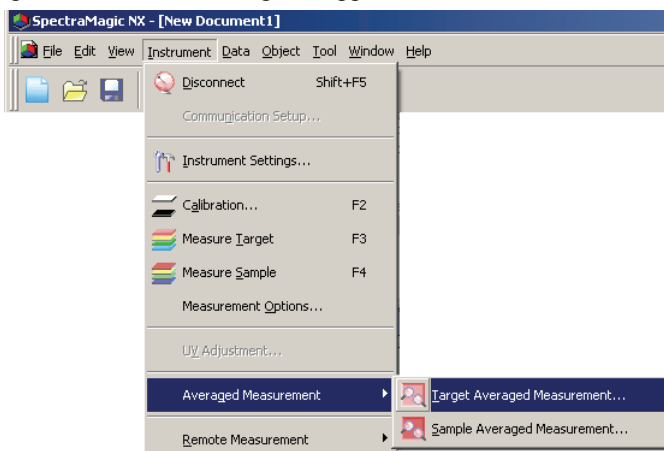 SpectraMagic NX - [New Document1]
File Edit View Instrument Data Object Tool Window Help
Disconnect Shift+F5
Communication Setup...
Instrument Settings...
Calibration... F2
Measure Target F3
Measure Sample F4
Measurement Options...
UV Adjustment...
Averaged Measurement
Target Averaged Measurement...
Sample Averaged Measurement...
Remote Measurement